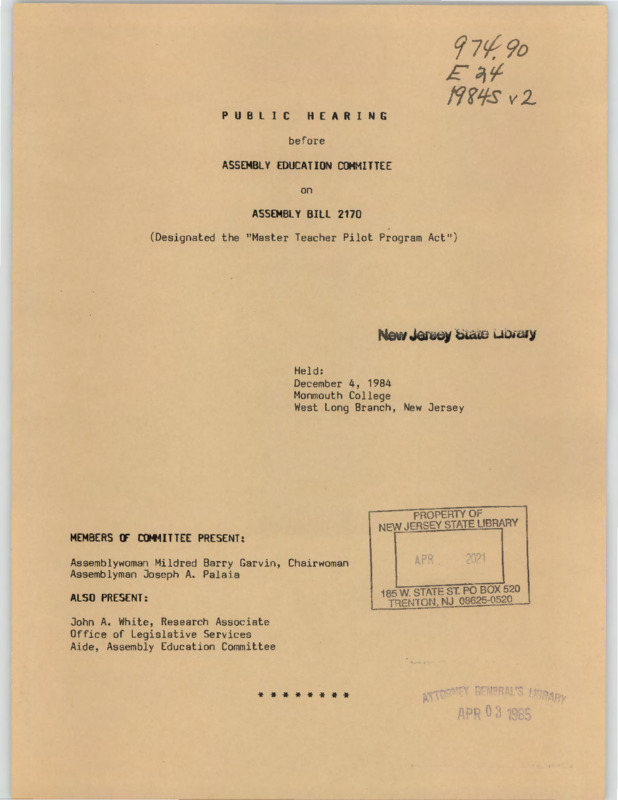 974.90
E 24
1984S v2
PUBLIC HEARING
before
ASSEMBLY EDUCATION COMMITTEE
on
ASSEMBLY BILL 2170
(Designated the "Master Teacher Pilot Program Act")
New Jersey State Library
Held:
December 4, 1984
Monmouth College
West Long Branch, New Jersey
MEMBERS OF COMMITTEE PRESENT:
Assemblywoman Mildred Barry Garvin, Chairwoman
Assemblyman Joseph A. Palaia
ALSO PRESENT:
John A. White, Research Associate
Office of Legislative Services
Aide, Assembly Education Committee
PROPERTY OF
NEW JERSEY STATE LIBRARY
APR 2021
185 W. STATE ST. PO BOX 520
TRENTON, NJ 08625-0520
* * * * * * * *
ATTORNEY GENERAL'S LIBRARY
APR 03 1985